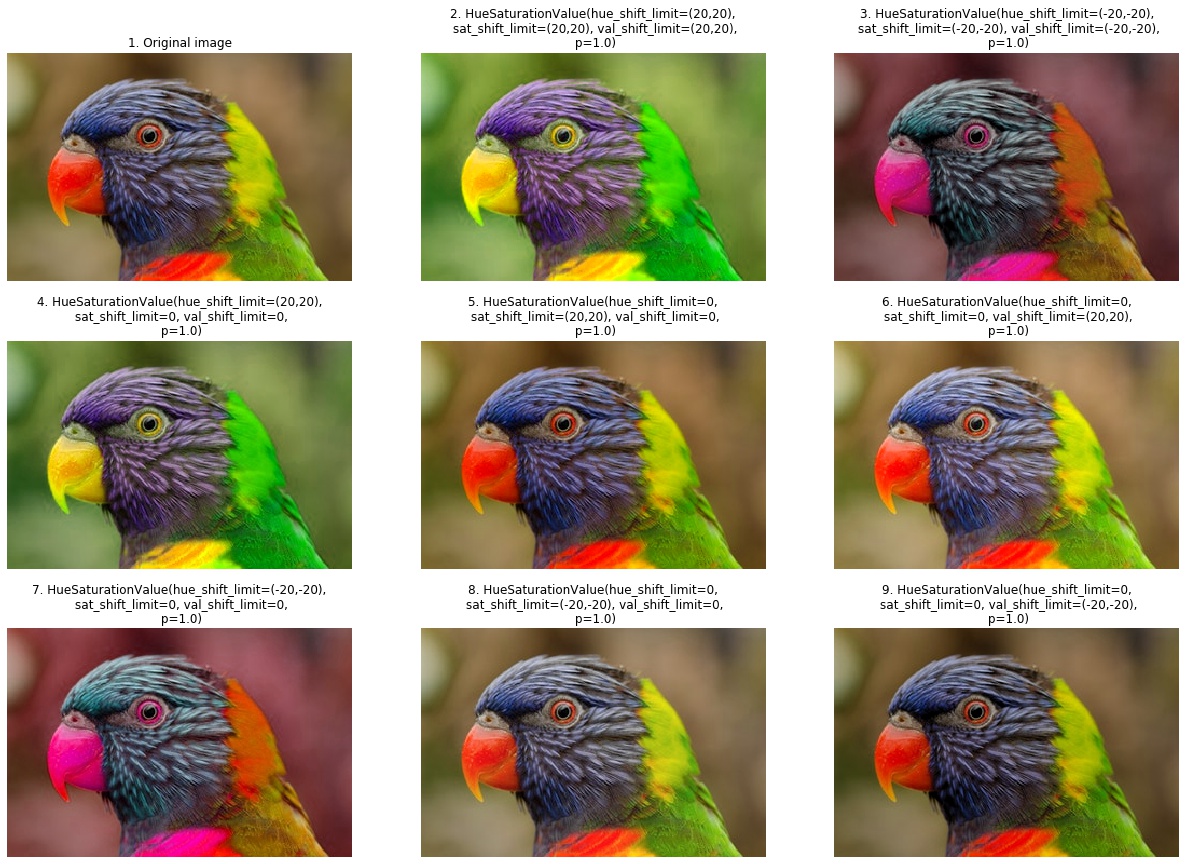 1. Original image
2. HueSaturationValue(hue_shift_limit=(20,20),
sat_shift_limit=(20,20), val_shift_limit=(20,20),
p=1.0)
3. HueSaturationValue(hue_shift_limit=(-20,-20),
sat_shift_limit=(-20,-20), val_shift_limit=(-20,-20),
p=1.0)
4. HueSaturationValue(hue_shift_limit=(20,20),
sat_shift_limit=0, val_shift_limit=0,
p=1.0)
5. HueSaturationValue(hue_shift_limit=0,
sat_shift_limit=(20,20), val_shift_limit=0,
p=1.0)
6. HueSaturationValue(hue_shift_limit=0,
sat_shift_limit=0, val_shift_limit=(20,20),
p=1.0)
7. HueSaturationValue(hue_shift_limit=(-20,-20),
sat_shift_limit=0, val_shift_limit=0,
p=1.0)
8. HueSaturationValue(hue_shift_limit=0,
sat_shift_limit=(-20,-20), val_shift_limit=0,
p=1.0)
9. HueSaturationValue(hue_shift_limit=0,
sat_shift_limit=0, val_shift_limit=(-20,-20),
p=1.0)